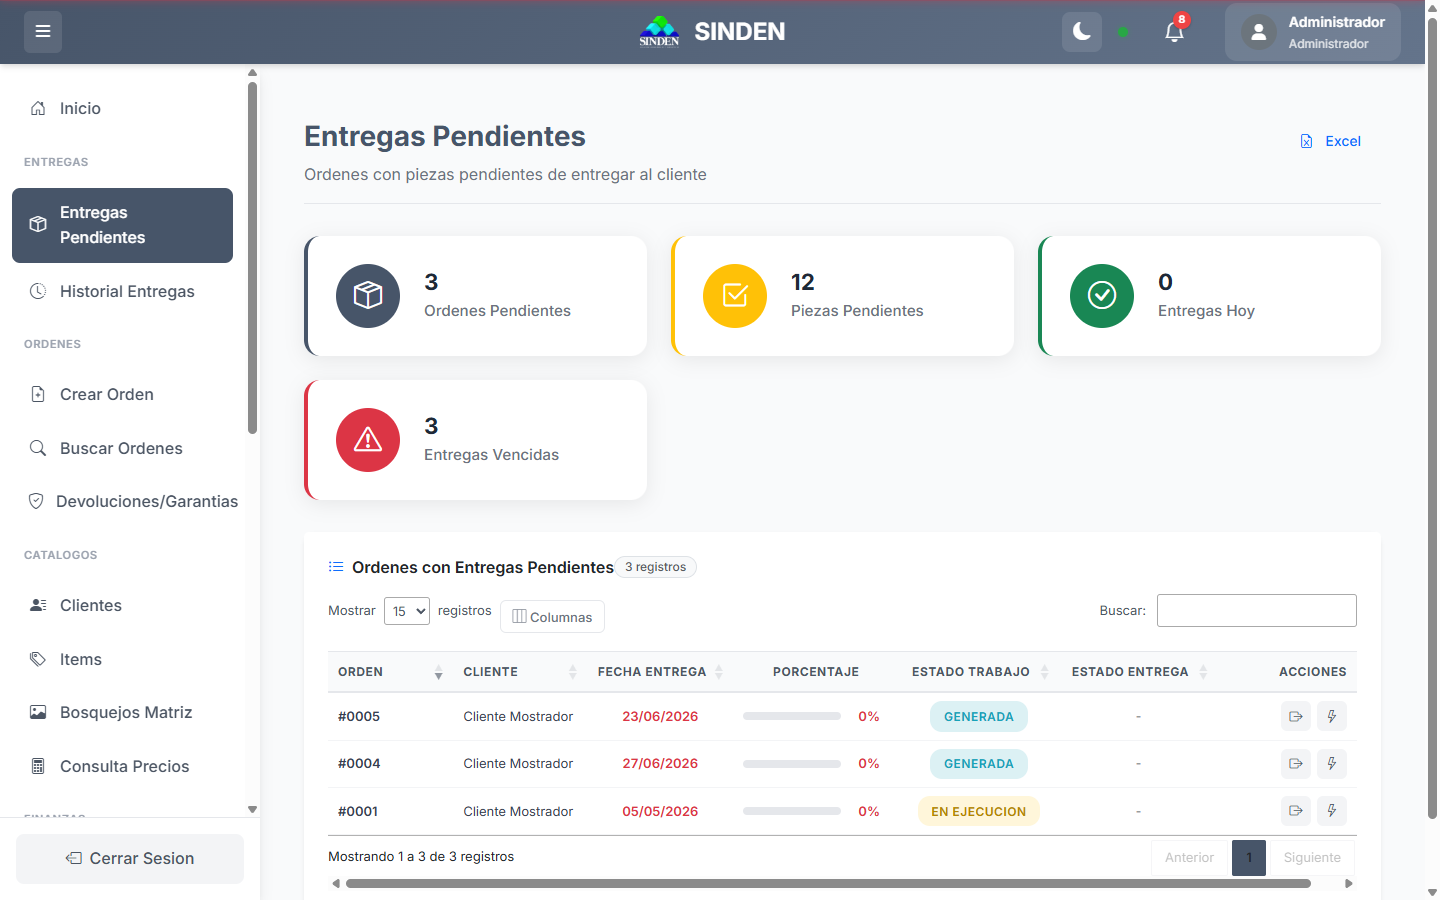 SINDEN
SINDEN
8
Administrador
Administrador
Inicio
ENTREGAS
Entregas
Pendientes
Historial Entregas
ORDENES
Crear Orden
Buscar Ordenes
Devoluciones/Garantias
CATALOGOS
Clientes
Items
Bosquejos Matriz
Consulta Precios
FINANZAS
Cerrar Sesion
Entregas Pendientes
Ordenes con piezas pendientes de entregar al cliente
Excel
3
Ordenes Pendientes
12
Piezas Pendientes
0
Entregas Hoy
3
Entregas Vencidas
Ordenes con Entregas Pendientes 3 registros
Mostrar 15 registros Columnas Buscar:
ORDEN CLIENTE FECHA ENTREGA PORCENTAJE ESTADO TRABAJO ESTADO ENTREGA ACCIONES
#0005 Cliente Mostrador 23/06/2026 0% GENERADA -
#0004 Cliente Mostrador 27/06/2026 0% GENERADA -
#0001 Cliente Mostrador 05/05/2026 0% EN EJECUCION -
Mostrando 1 a 3 de 3 registros
Anterior 1 Siguiente